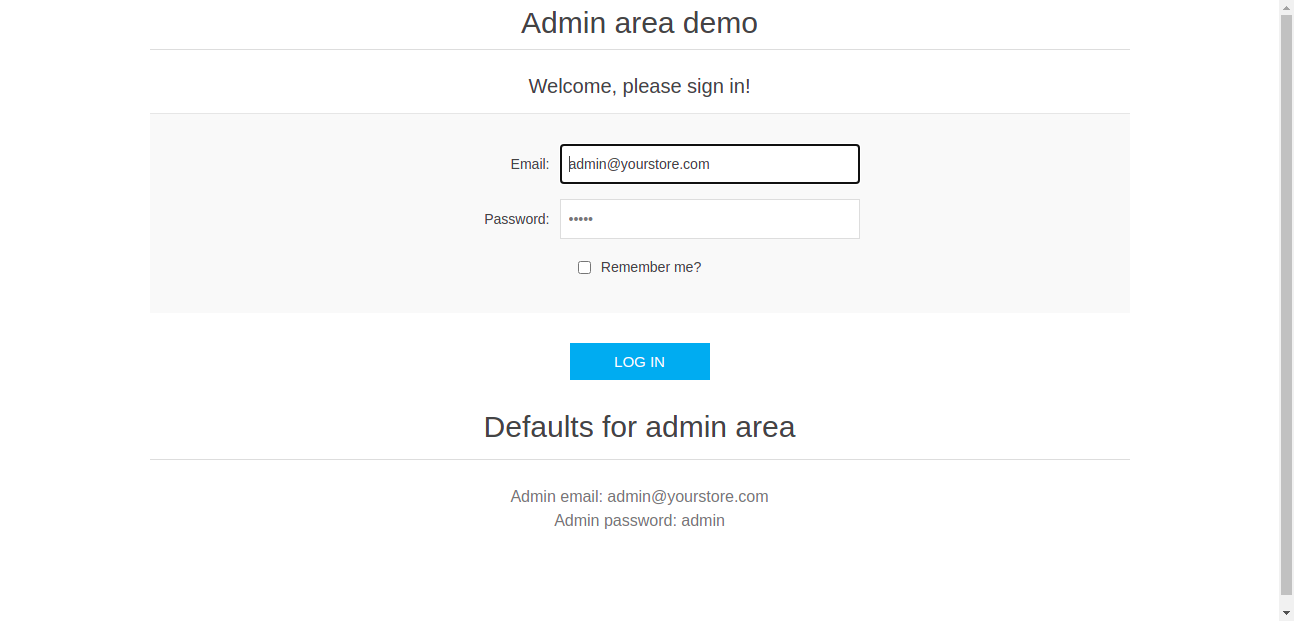 Admin area demo
Welcome, please sign in!
Email: admin@yourstore.com
Password: •••••
Remember me?
LOG IN
Defaults for admin area
Admin email: admin@yourstore.com
Admin password: admin